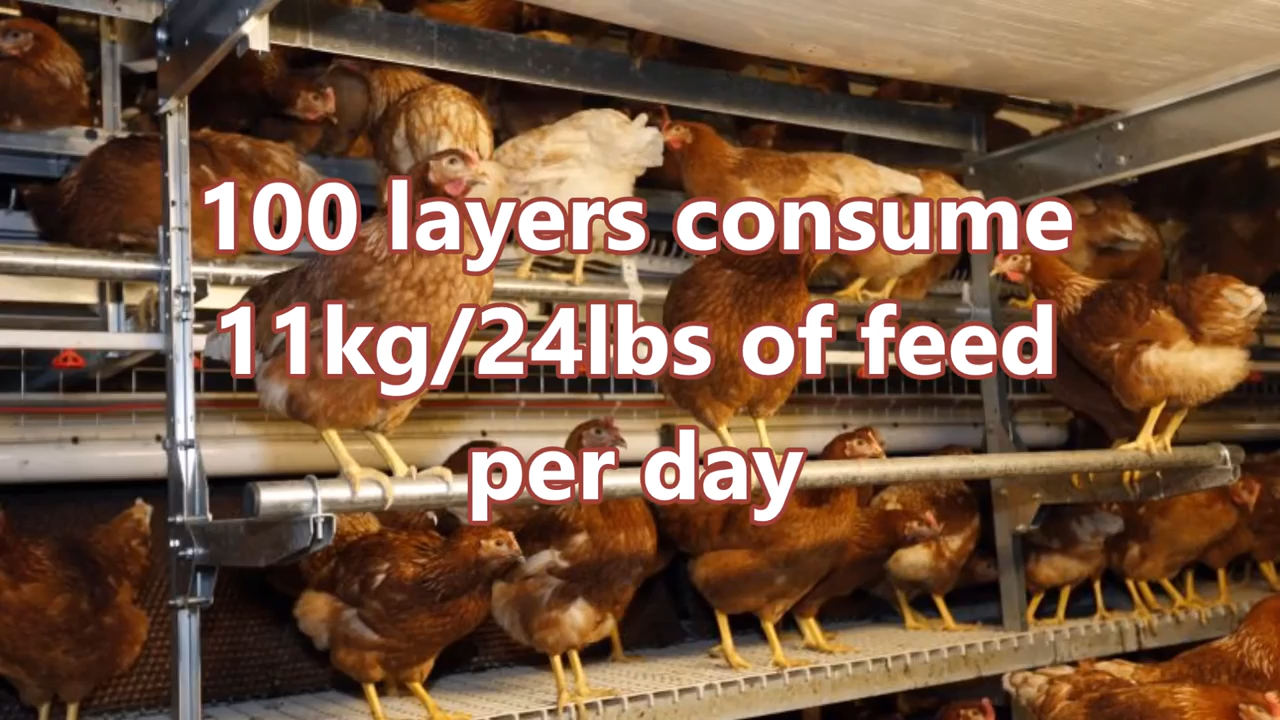 100 layers consume
11kg/24lbs of feed
per day